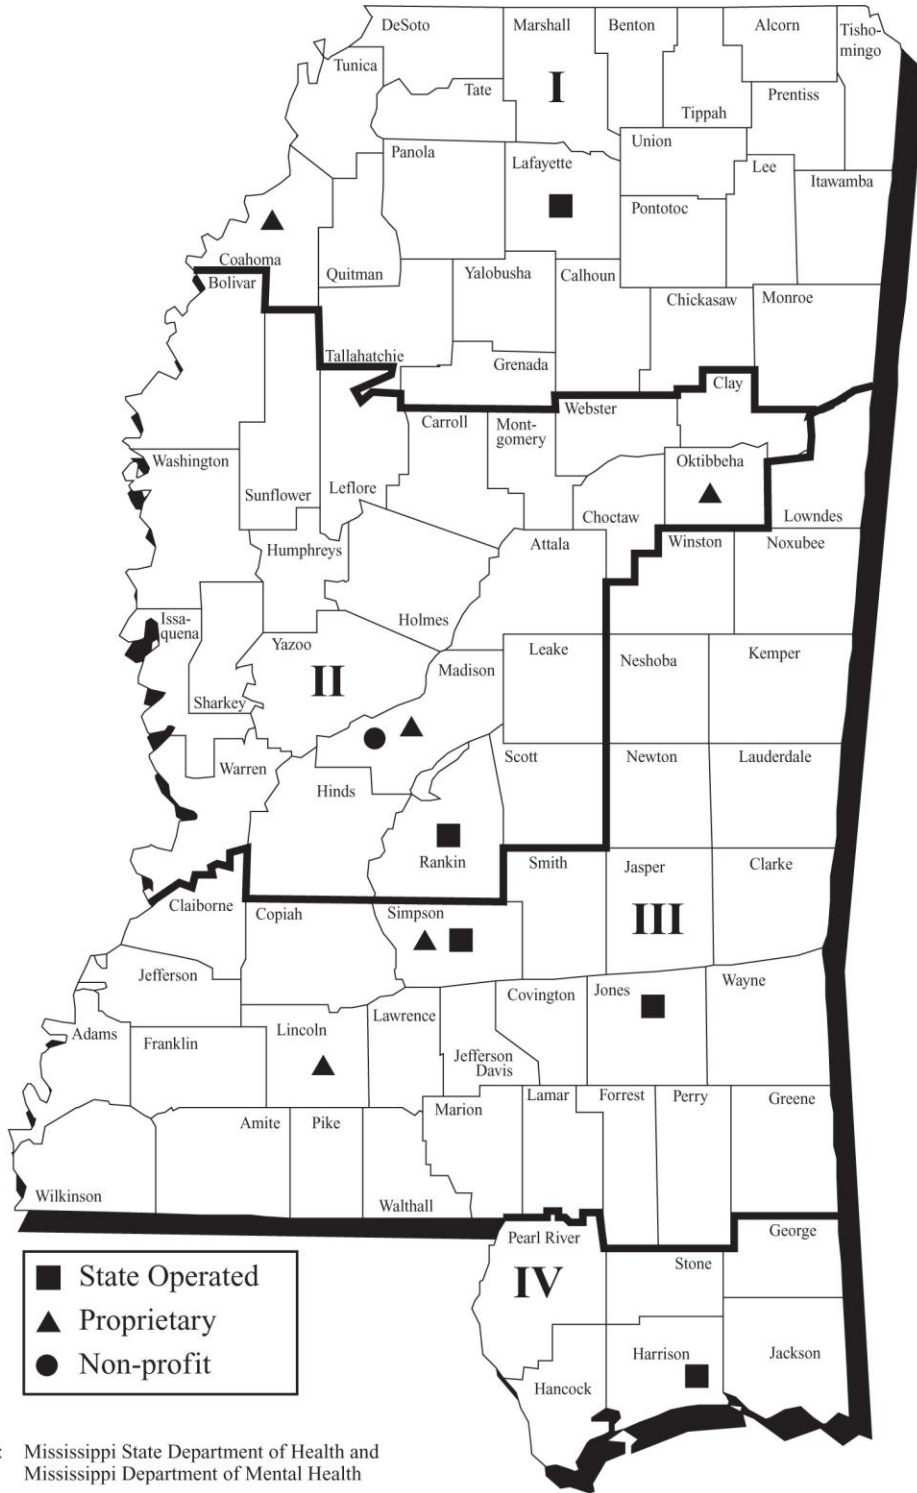 DeSoto
Marshall
Benton
Alcorn
Tisho-
mingo
Tunica
Tate
I
Tippah
Prentiss
Panola
Lafayette
Union
Lee
Itawamba
Pontotoc
Coahoma
Bolivar
Quitman
Yalobusha
Calhoun
Chickasaw
Monroe
Tallahatchie
Grenada
Clay
Webster
Carroll
Mont-
gomery
Washington
Sunflower
Leflore
Oktibbeha
Choctaw
Lowndes
Humphreys
Attala
Winston
Noxubee
Holmes
Issa-
quena
Yazoo
Sharkey
II
Madison
Leake
Neshoba
Kemper
Warren
Hinds
Scott
Newton
Lauderdale
Rankin
Smith
Jasper
Clarke
III
Claiborne
Copiah
Simpson
Jefferson
Covington
Jones
Wayne
Adams
Franklin
Lincoln
Lawrence
Jefferson
Davis
Lamar
Forrest
Perry
Greene
Amite
Pike
Marion
Wilkinson
Walthall
Pearl River
George
Stone
IV
Harrison
Jackson
Hancock
State Operated
Proprietary
Non-profit
: Mississippi State Department of Health and
Mississippi Department of Mental Health